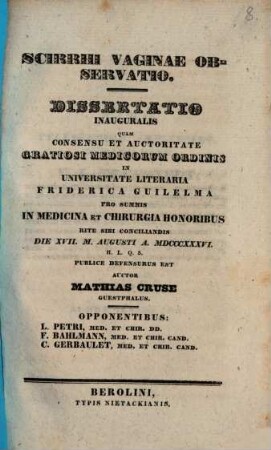 8.
SCIRRHI VAGINAE OB-
SERVATIO.
DISSERTATIO
INAUGURALIS
QUAM
CONSENSU ET AUCTORITATE
GRATIOSI MEDICORUM ORDINIS
IN
UNIVERSITATE LITERARIA
FRIDERICA GUILELMA
PRO SUMMIS
IN MEDICINA ET CHIRURGIA HONORIBUS
RITE SIBI CONCILIANDIS
DIE XVII. M. AUGUSTI A. MDCCCXXXVI.
H. L. Q. S.
PUBLICE DEFENSURUS EST
AUCTOR
MATHIAS CRUSE
GUESTPHALUS.
OPPONENTIBUS:
L. PETRI, MED. ET CHIR. DD.
F. BAHLMANN, MED. ET CHIR. CAND.
C. GERBAULET, MED. ET CHIR. CAND.
BEROLINI,
TYPIS NIETACKIANIS.